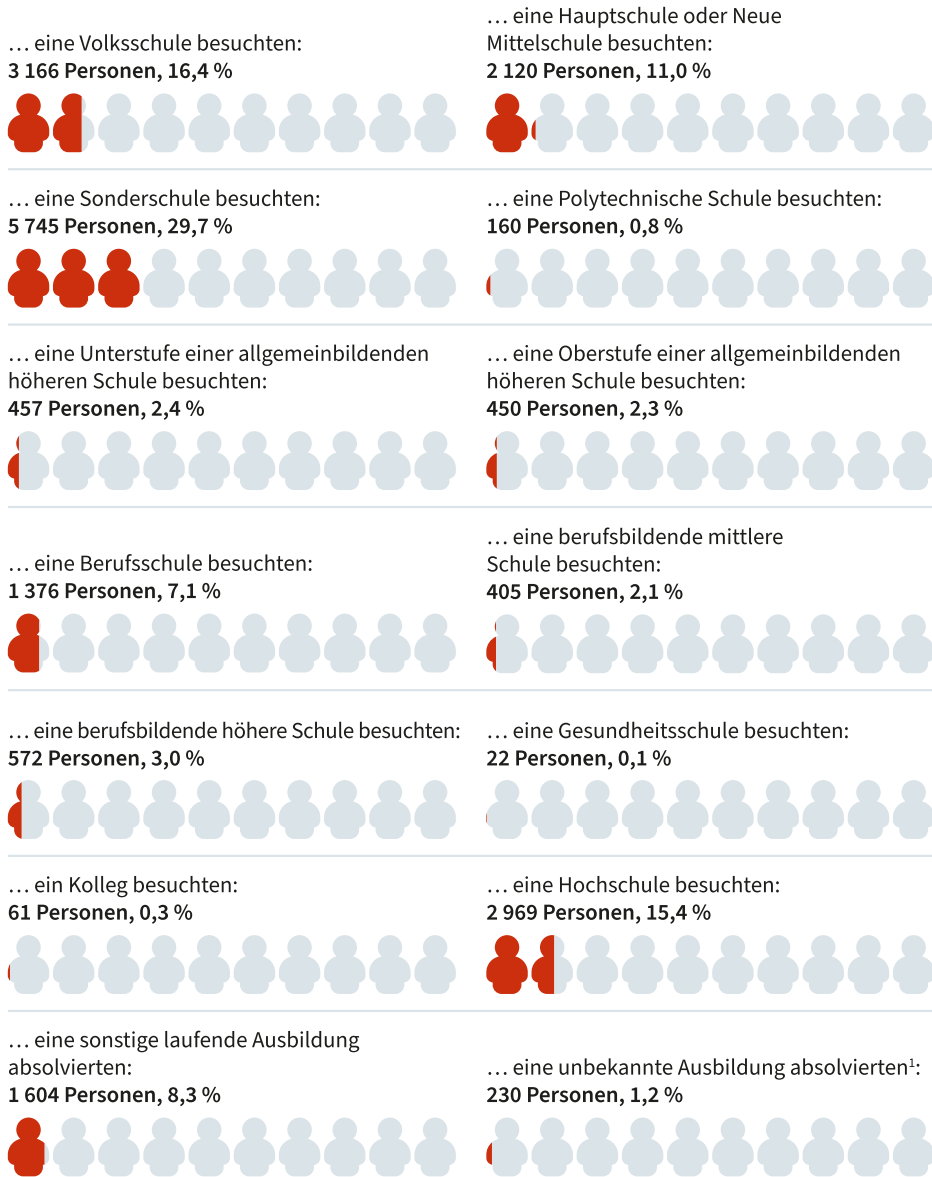 … eine Volksschule besuchten:
3 166 Personen, 16,4 %
… eine Hauptschule oder Neue
Mittelschule besuchten:
2 120 Personen, 11,0 %
… eine Sonderschule besuchten:
5 745 Personen, 29,7 %
… eine Polytechnische Schule besuchten:
160 Personen, 0,8 %
… eine Unterstufe einer allgemeinbildenden
höheren Schule besuchten:
457 Personen, 2,4 %
… eine Oberstufe einer allgemeinbildenden
höheren Schule besuchten:
450 Personen, 2,3 %
… eine Berufsschule besuchten:
1 376 Personen, 7,1 %
… eine berufsbildende mittlere
Schule besuchten:
405 Personen, 2,1 %
… eine berufsbildende höhere Schule besuchten:
572 Personen, 3,0 %
… eine Gesundheitsschule besuchten:
22 Personen, 0,1 %
… ein Kolleg besuchten:
61 Personen, 0,3 %
… eine Hochschule besuchten:
2 969 Personen, 15,4 %
… eine sonstige laufende Ausbildung
absolvierten:
1 604 Personen, 8,3 %
… eine unbekannte Ausbildung absolvierten¹:
230 Personen, 1,2 %